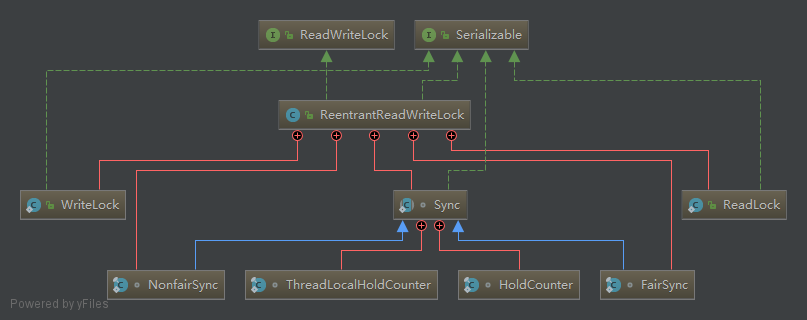 ReadWriteLock
Serializable
ReentrantReadWriteLock
WriteLock
Sync
ReadLock
NonfairSync
ThreadLocalHoldCounter
HoldCounter
FairSync
Powered by yFiles